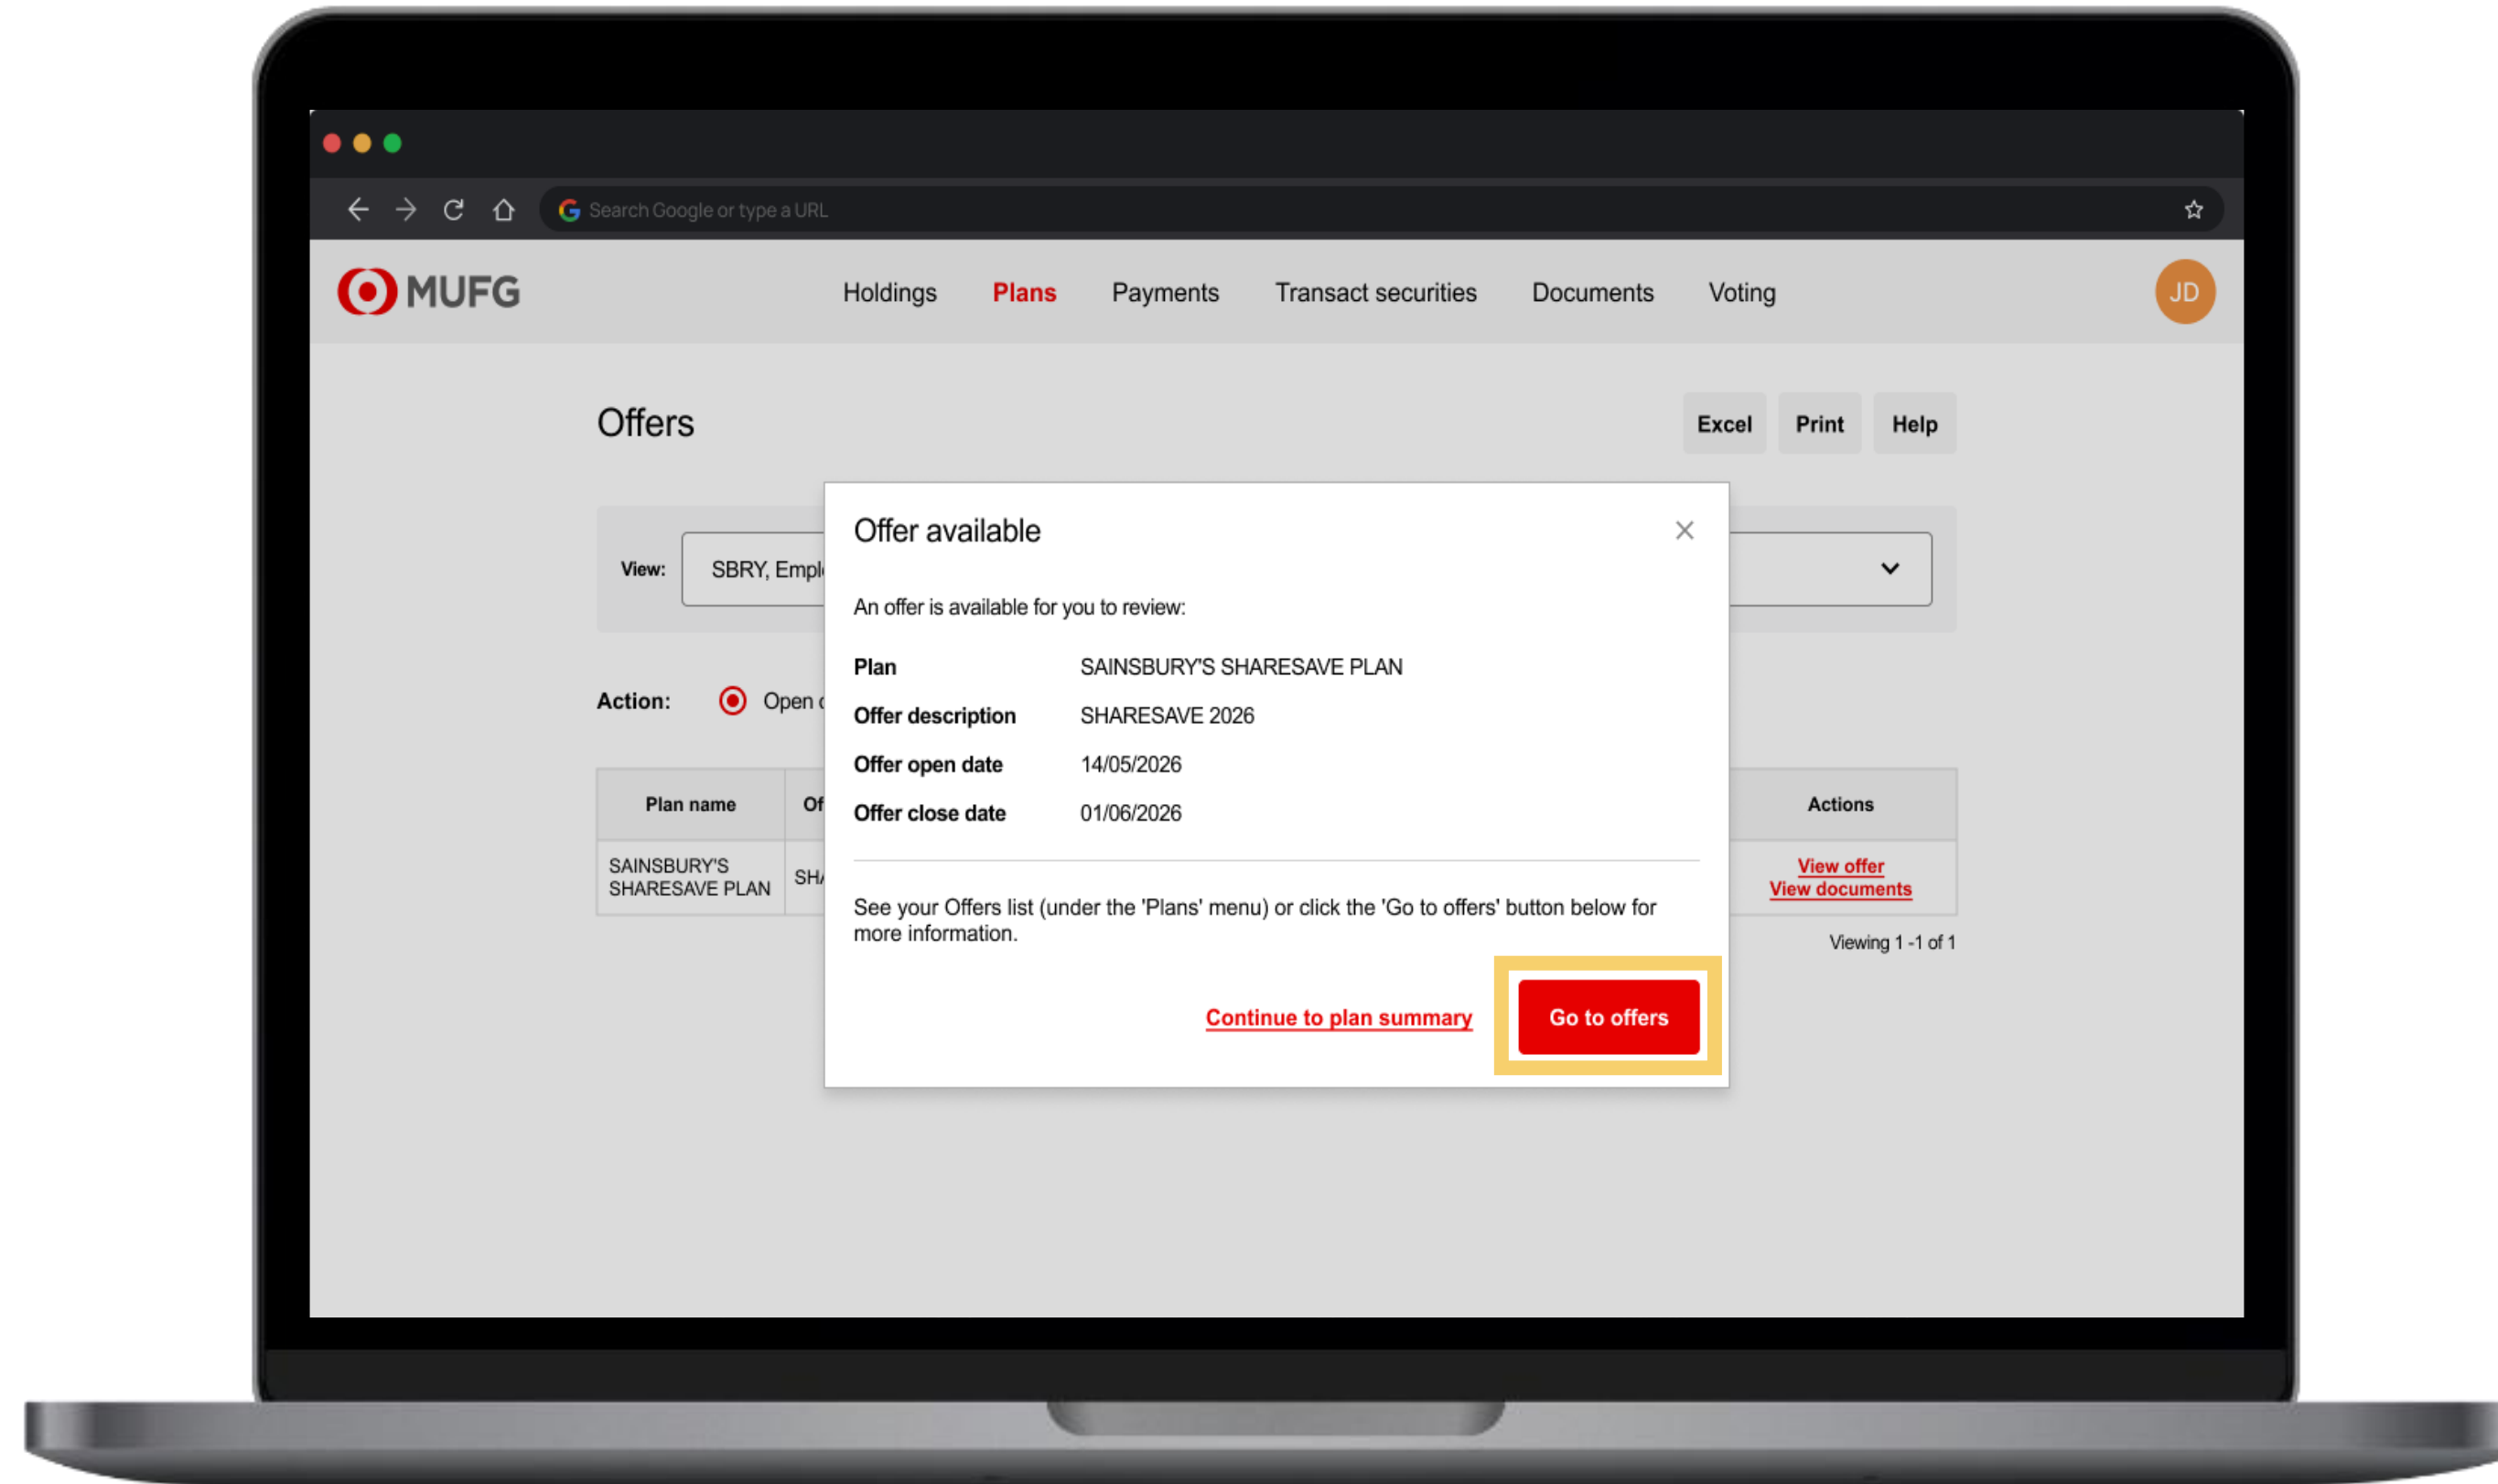 Search Google or type a URL
MUFG
Holdings Plans Payments Transact securities Documents Voting
JD
Offers
Excel Print Help
View: SBRY,
Offer available
An offer is available for you to review:
Plan SAINSBURY'S SHARESAVE PLAN
Offer description SHARESAVE 2026
Offer open date 14/05/2026
Offer close date 01/06/2026
See your Offers list (under the 'Plans' menu) or click the 'Go to offers' button below for
more information.
Continue to plan summary Go to offers
Action: Open
Plan name Actions
SAINSBURY'S
SHARESAVE PLAN
View offer
View documents
Viewing 1 -1 of 1